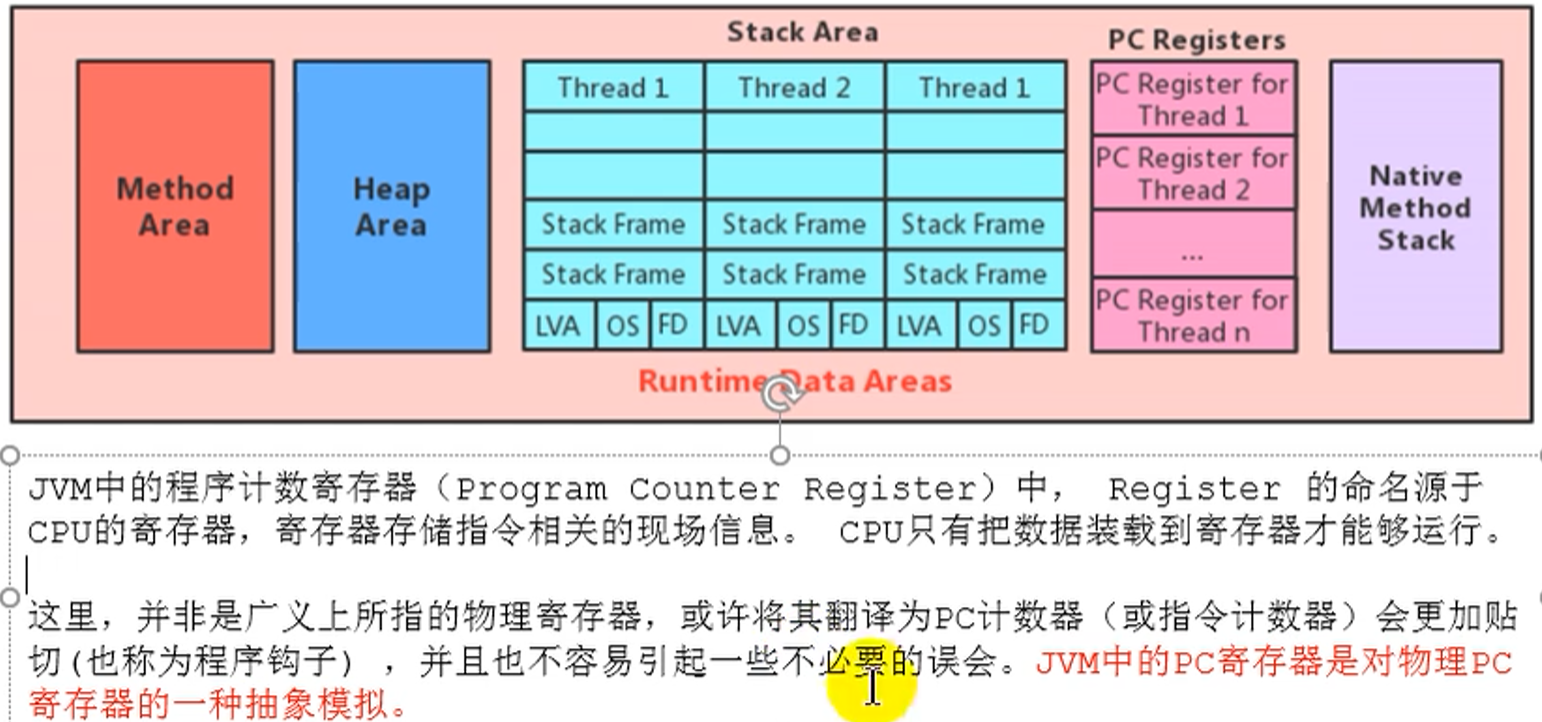 Stack Area
PC Registers
Method
Area
Heap
Area
Thread 1
Thread 2
Thread 1
Stack Frame
Stack Frame
Stack Frame
Stack Frame
Stack Frame
Stack Frame
LVA
OS
FD
LVA
OS
FD
LVA
OS
FD
PC Register for
Thread 1
PC Register for
Thread 2
...
PC Register for
Thread n
Native
Method
Stack
Runtime Data Areas
JVM中的程序计数寄存器（Program Counter Register）中， Register 的命名源于
CPU的寄存器，寄存器存储指令相关的现场信息。 CPU只有把数据装载到寄存器才能够运行。
这里，并非是广义上所指的物理寄存器，或许将其翻译为PC计数器（或指令计数器）会更加贴
切(也称为程序钩子) ，并且也不容易引起一些不必要的误会。JVM中的PC寄存器是对物理PC
寄存器的一种抽象模拟。